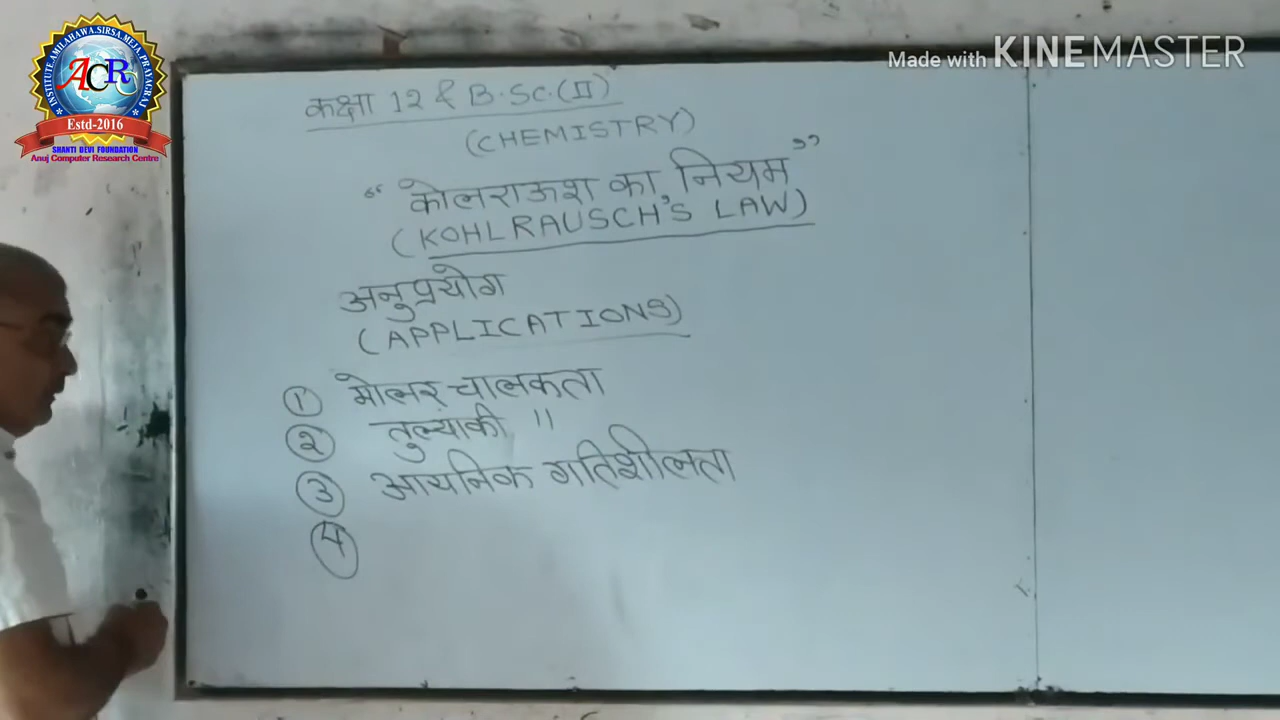 INSTITUTE.AMILAHAWA.SIRSA.MEJA.PRAYAGRAJ
ACR
Estd-2016
SHANTI DEVI FOUNDATION
Anuj Computer Research Centre
Made with KINEMASTER
कक्षा 12 & B.Sc.(II)
(CHEMISTRY)
“कोलराऊश का नियम”
(KOHLRAUSCH'S LAW)
अनुप्रयोग
(APPLICATIONS)
① मोलर चालकता
② तुल्यांकी "
③ आयनिक गतिशीलता
④